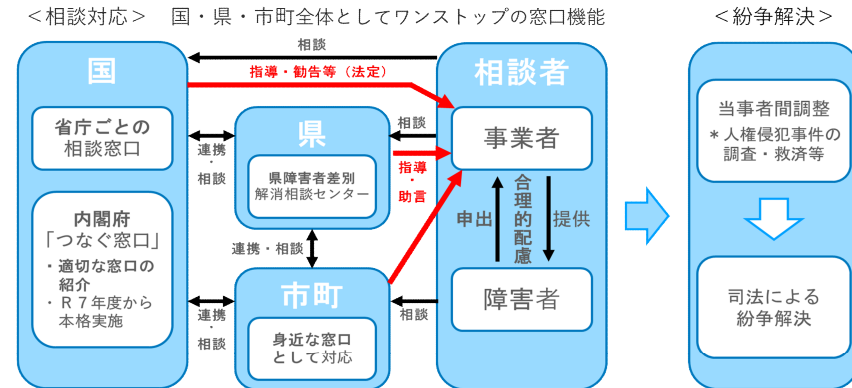 ＜相談対応＞　国・県・市町全体としてワンストップの窓口機能
＜紛争解決＞
国
省庁ごとの
相談窓口
内閣府
「つなぐ窓口」
・適切な窓口の
紹介
・Ｒ７年度から
本格実施
相談
指導・勧告等（法定）
連携・相談
県
県障害者差別
解消相談センター
相談
指導・助言
連携・相談
連携・相談
市町
身近な窓口
として対応
相談
相談者
事業者
申出
合理的配慮
提供
障害者
当事者間調整
＊人権侵犯事件の
調査・救済等
司法による
紛争解決